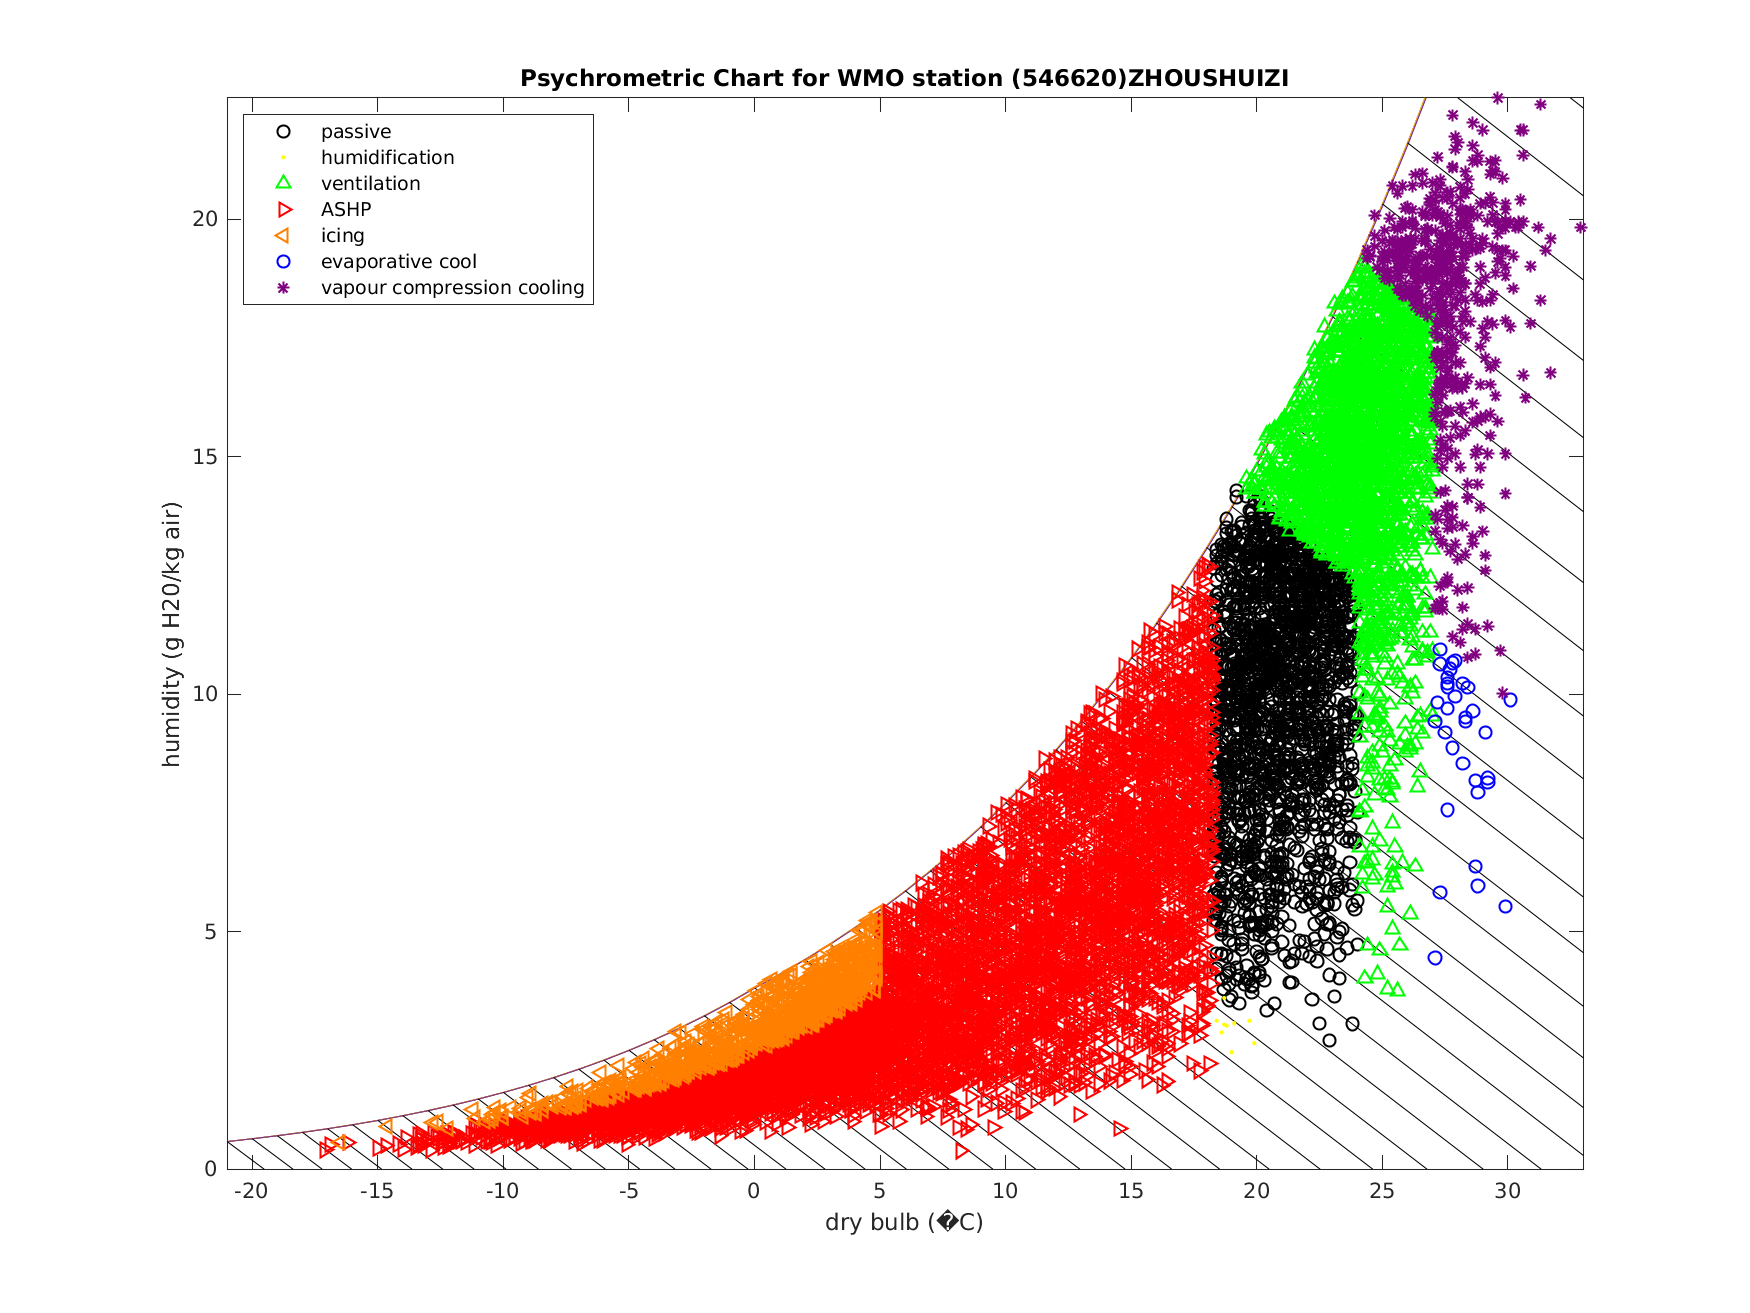 Psychrometric Chart for WMO station (546620)ZHOUSHUIZI
passive
humidification
ventilation
ASHP
icing
evaporative cool
vapour compression cooling
humidity (g H20/kg air)
20
15
10
5
0
-20 -15 -10 -5 0 5 10 15 20 25 30
dry bulb (�C)